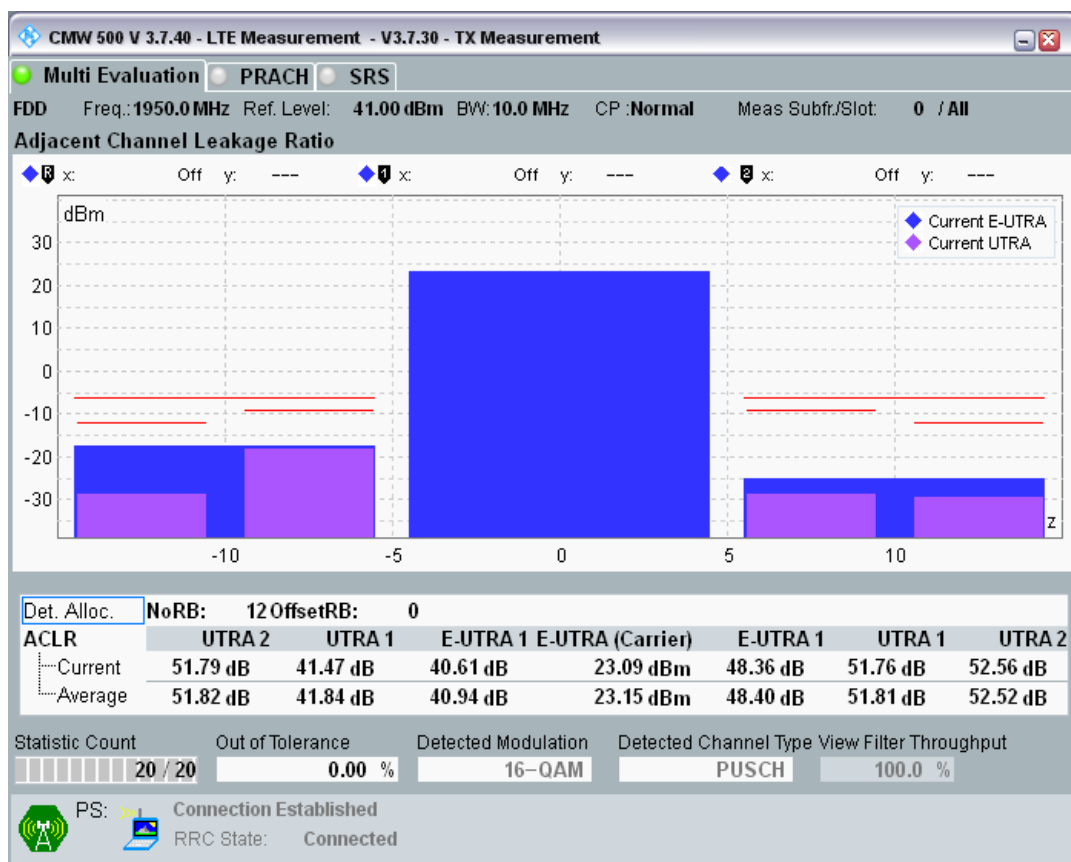 CMW 500 V 3.7.40 - LTE Measurement - V3.7.30 - TX Measurement
Multi Evaluation PRACH SRS
FDD Freq.: 1950.0 MHz Ref. Level: 41.00 dBm BW: 10.0 MHz CP :Normal Meas Subfr./Slot: 0 / All
Adjacent Channel Leakage Ratio
R x: Off y: --- 1 x: Off y: --- 2 x: Off y: ---
dBm
Current E-UTRA
Current UTRA
30
20
10
0
-10
-20
-30
z
-10 -5 0 5 10
Det. Alloc. NoRB: 12 OffsetRB: 0
ACLR UTRA 2 UTRA 1 E-UTRA 1 E-UTRA (Carrier) E-UTRA 1 UTRA 1 UTRA 2
Current 51.79 dB 41.47 dB 40.61 dB 23.09 dBm 48.36 dB 51.76 dB 52.56 dB
Average 51.82 dB 41.84 dB 40.94 dB 23.15 dBm 48.40 dB 51.81 dB 52.52 dB
Statistic Count Out of Tolerance Detected Modulation Detected Channel Type View Filter Throughput
20 / 20 0.00 % 16-QAM PUSCH 100.0 %
PS: Connection Established
RRC State: Connected